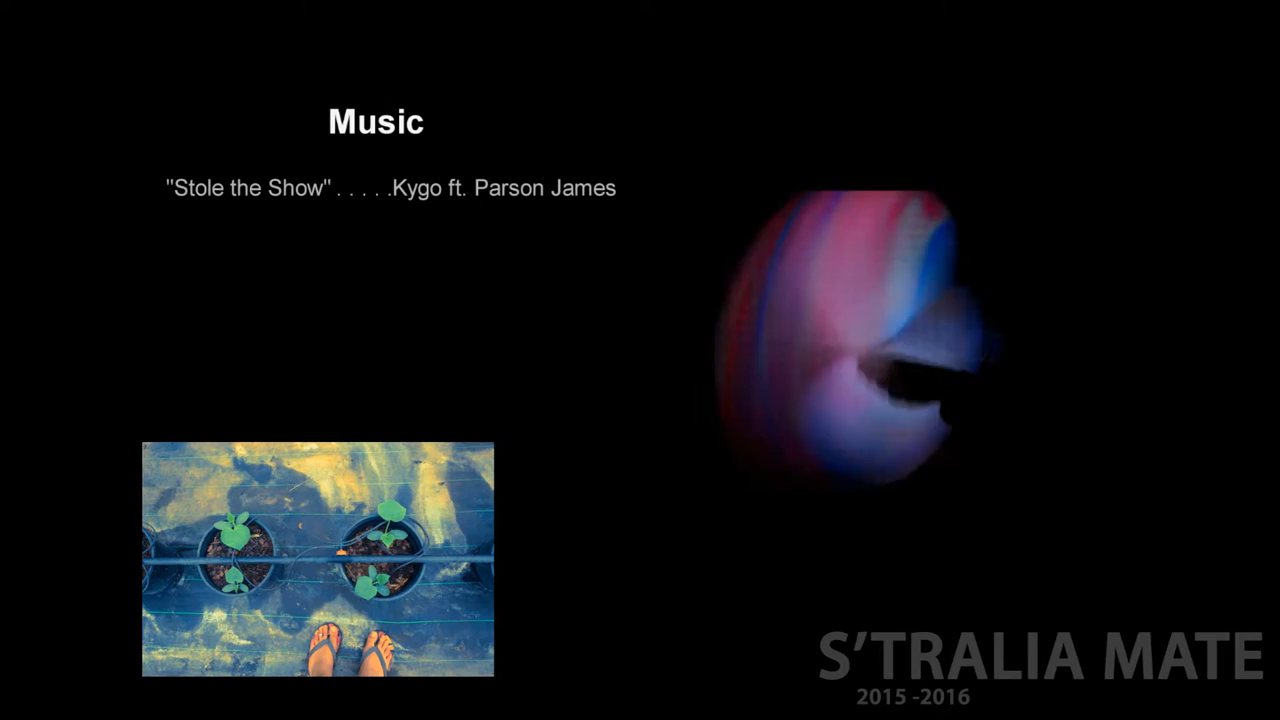 Music
"Stole the Show" . . . . .Kygo ft. Parson James
S'TRALIA MATE
2015 -2016